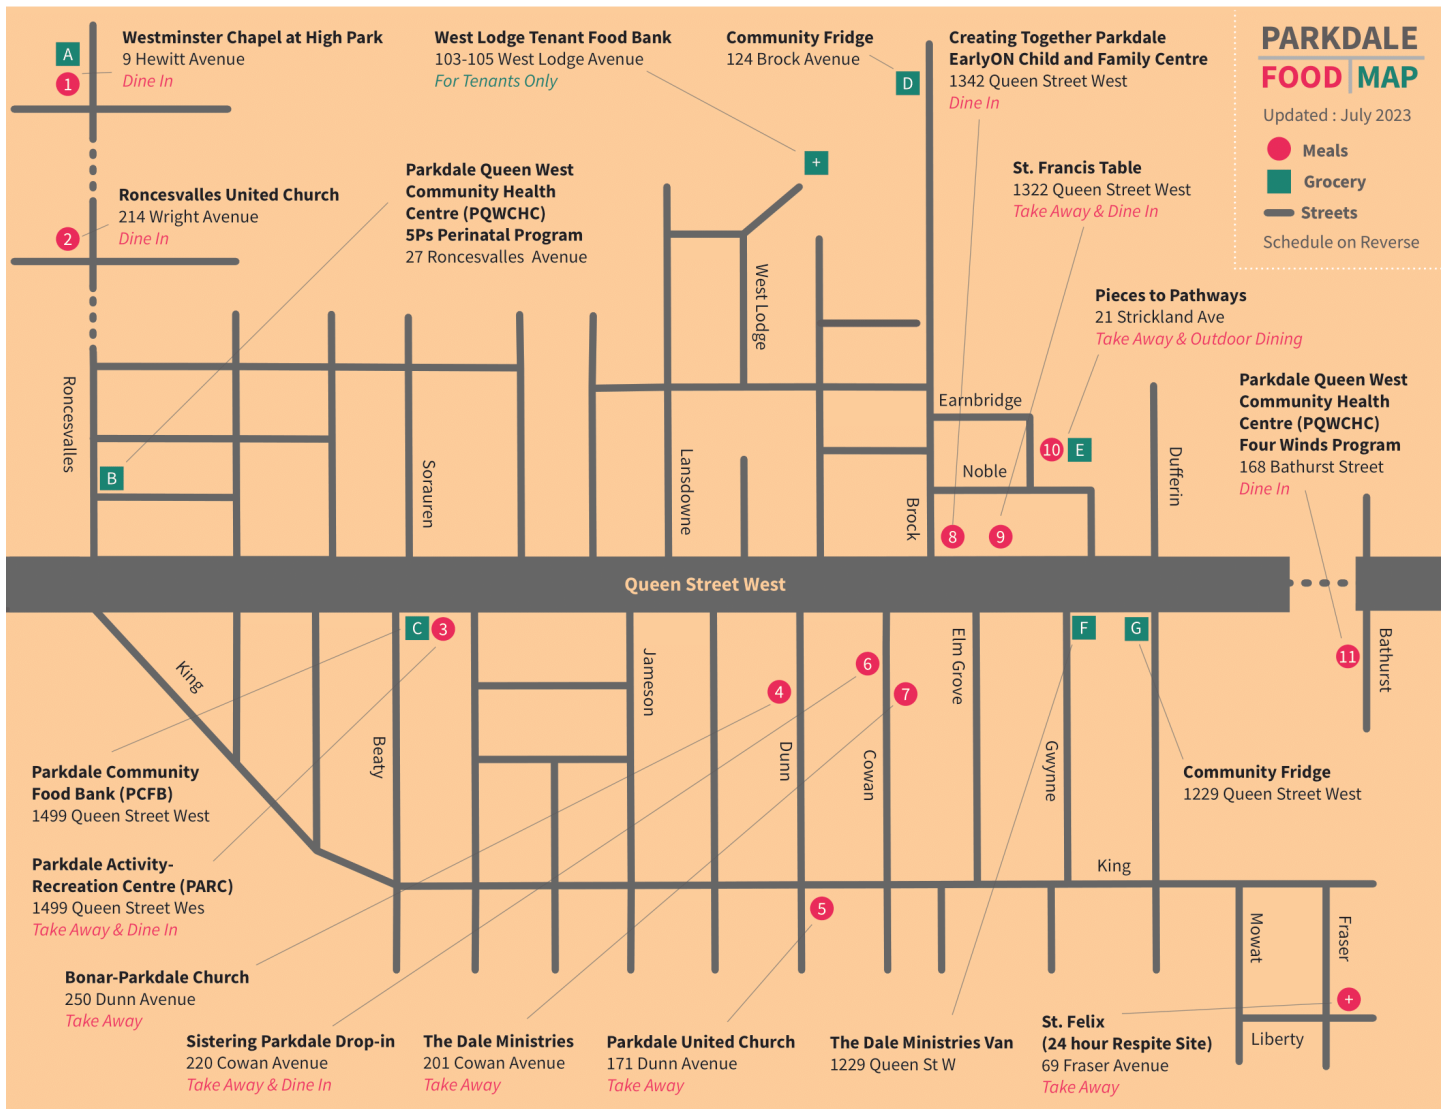 PARKDALE
FOOD MAP
Updated : July 2023
Meals
Grocery
Streets
Schedule on Reverse
A
1
Westminster Chapel at High Park
9 Hewitt Avenue
Dine In
West Lodge Tenant Food Bank
103-105 West Lodge Avenue
For Tenants Only
Community Fridge
124 Brock Avenue
D
Creating Together Parkdale
EarlyON Child and Family Centre
1342 Queen Street West
Dine In
+
St. Francis Table
1322 Queen Street West
Take Away & Dine In
Roncesvalles United Church
214 Wright Avenue
Dine In
2
Parkdale Queen West
Community Health
Centre (PQWCHC)
5Ps Perinatal Program
27 Roncesvalles Avenue
Pieces to Pathways
21 Strickland Ave
Take Away & Outdoor Dining
Parkdale Queen West
Community Health
Centre (PQWCHC)
Four Winds Program
168 Bathurst Street
Dine In
West Lodge
Roncesvalles
Earnbridge
10
E
Noble
B
Sorauren
Lansdowne
Brock
Dufferin
8
9
Queen Street West
C
3
F
G
King
Jameson
6
4
7
Elm Grove
11
Bathurst
Beaty
Dunn
Cowan
Gwynne
Parkdale Community
Food Bank (PCFB)
1499 Queen Street West
Community Fridge
1229 Queen Street West
Parkdale Activity-
Recreation Centre (PARC)
1499 Queen Street Wes
Take Away & Dine In
King
5
Mowat
Fraser
Bonar-Parkdale Church
250 Dunn Avenue
Take Away
+
Liberty
Sistering Parkdale Drop-in
220 Cowan Avenue
Take Away & Dine In
The Dale Ministries
201 Cowan Avenue
Take Away
Parkdale United Church
171 Dunn Avenue
Take Away
The Dale Ministries Van
1229 Queen St W
St. Felix
(24 hour Respite Site)
69 Fraser Avenue
Take Away